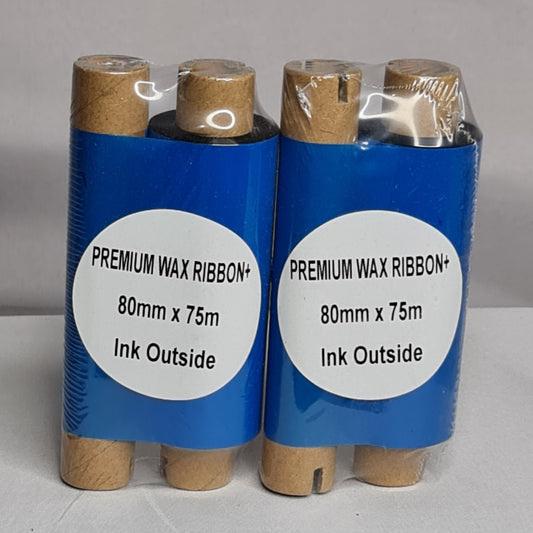 PREMIUM WAX RIBBON+
80mm x 75m
Ink Outside
PREMIUM WAX RIBBON+
80mm x 75m
Ink Outside